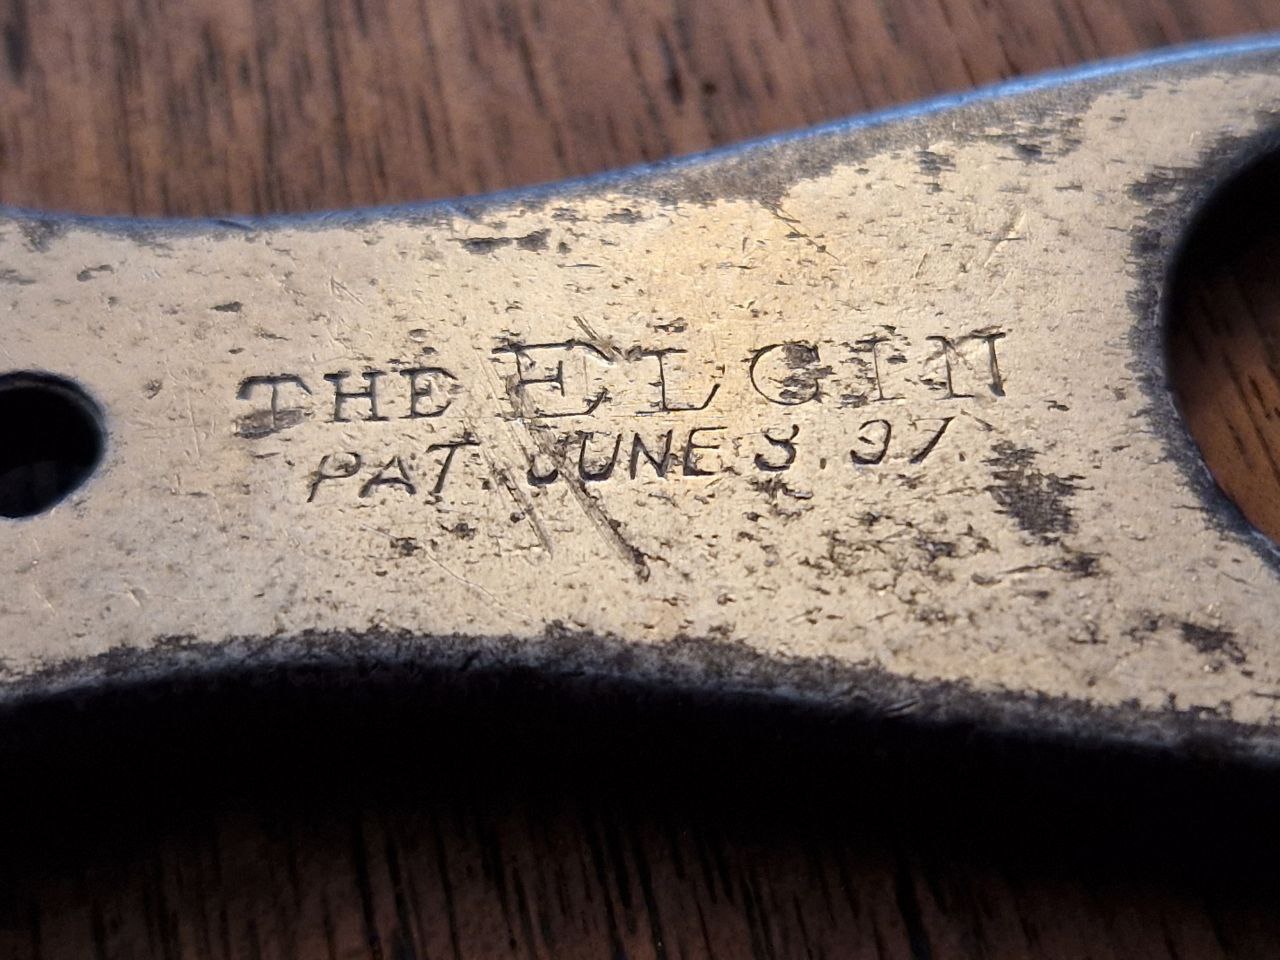 THE ELGIN
PAT. JUNE 8. 97.